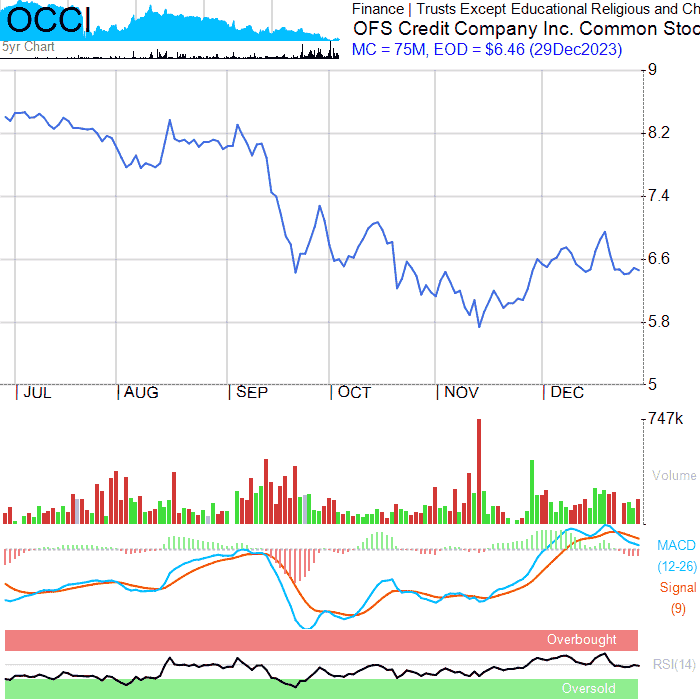 OCCI
5yr Chart
Finance | Trusts Except Educational Religious and Ch
OFS Credit Company Inc. Common Stoc
MC = 75M, EOD = $6.46 (29Dec2023)
9
8.2
7.4
6.6
5.8
5
JUL AUG SEP OCT NOV DEC
747k
Volume
MACD
(12-26)
Signal
(9)
Overbought
RSI(14)
Oversold